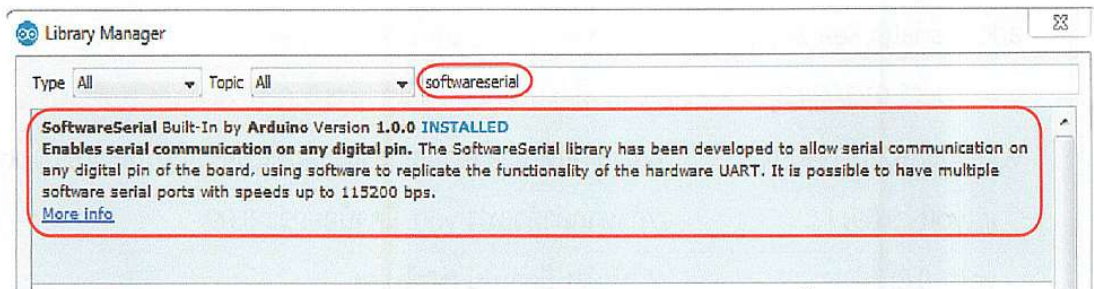 Library Manager
Type All Topic All softwareserial
SoftwareSerial Built-In by Arduino Version 1.0.0 INSTALLED
Enables serial communication on any digital pin. The SoftwareSerial library has been developed to allow serial communication on
any digital pin of the board, using software to replicate the functionality of the hardware UART. It is possible to have multiple
software serial ports with speeds up to 115200 bps.
More info